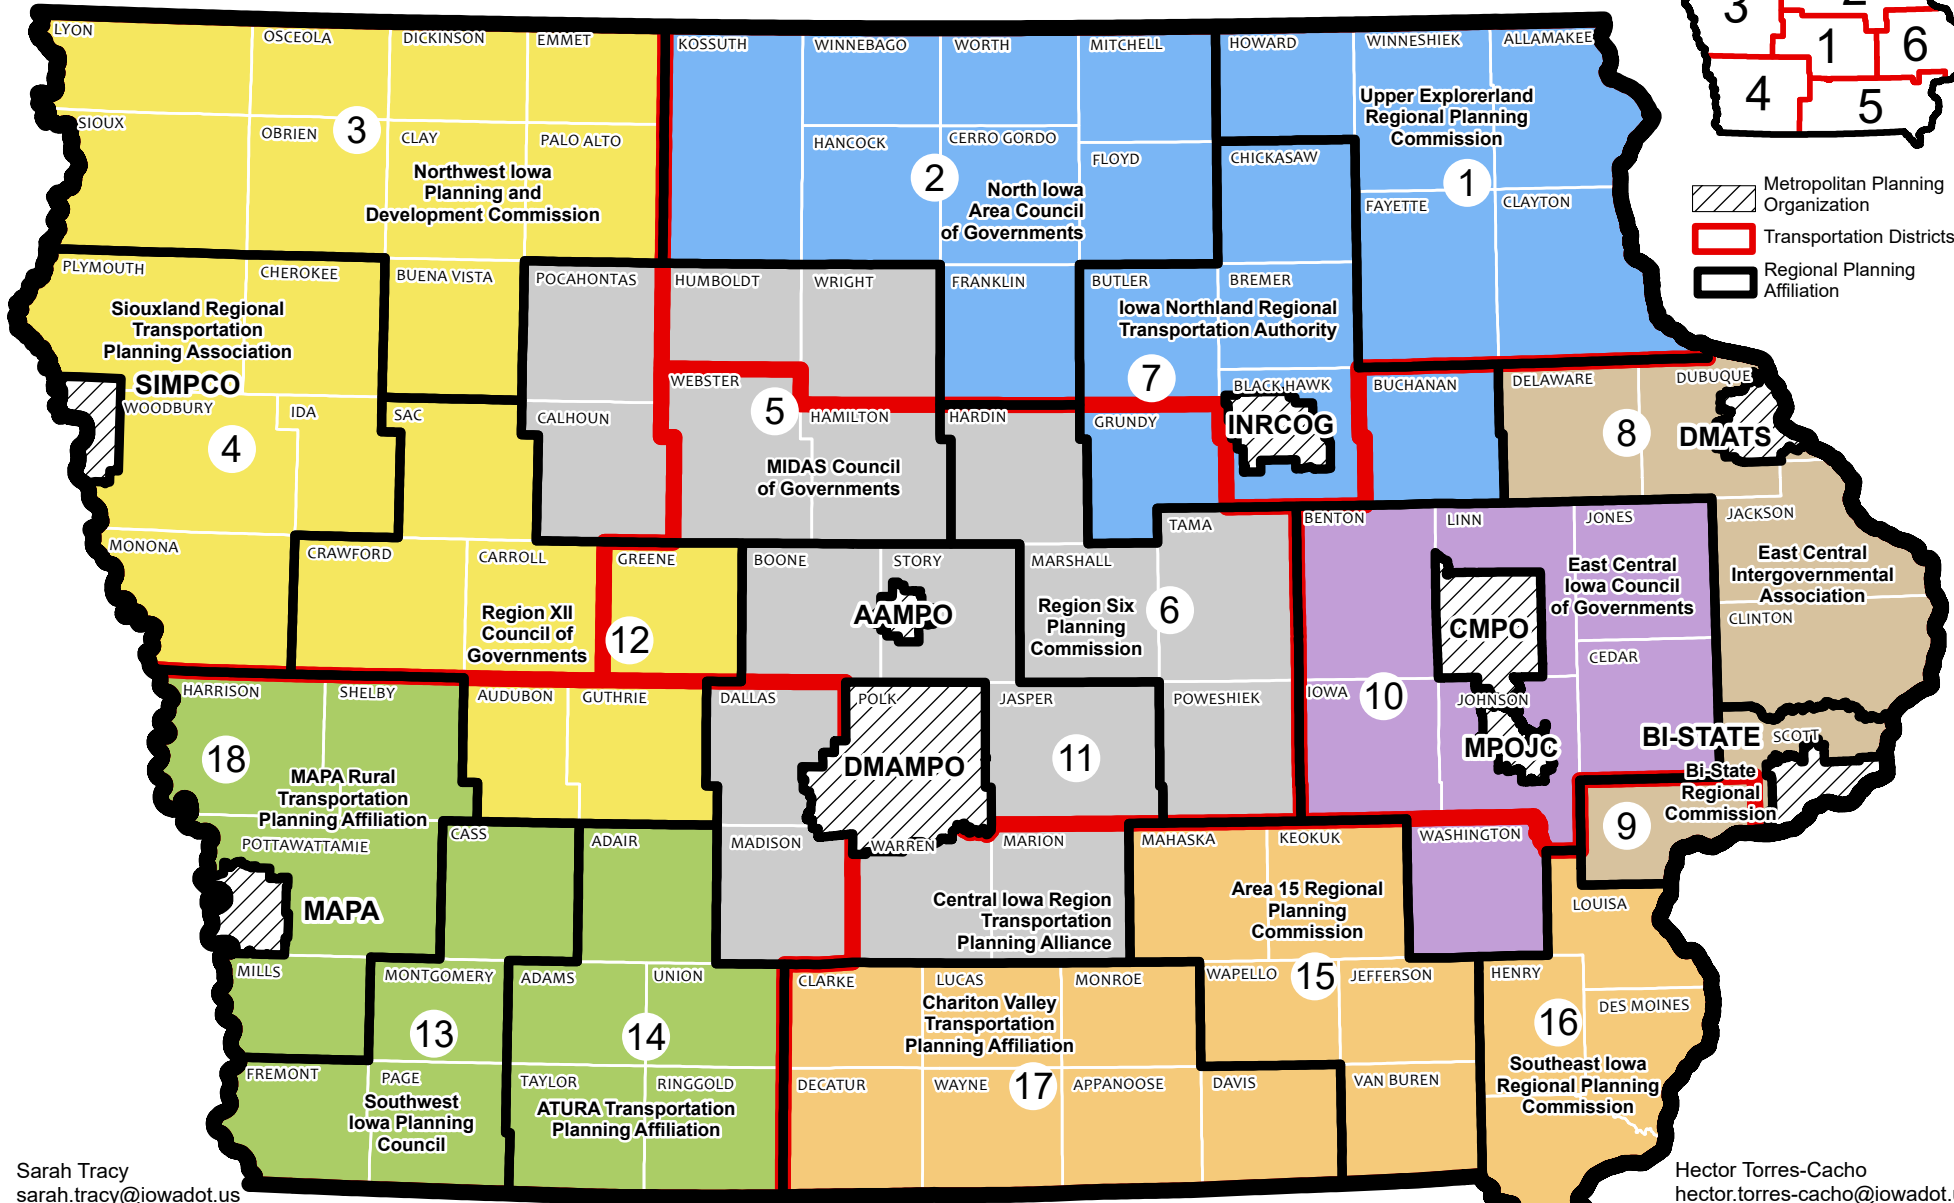 LYON
OSCEOLA
DICKINSON
EMMET
KOSSUTH
WINNEBAGO
WORTH
MITCHELL
HOWARD
WINNESHIEK
ALLAMAKEE
3
1
6
4
5
SIOUX
OBRIEN
3
CLAY
PALO ALTO
HANCOCK
CERRO GORDO
FLOYD
CHICKASAW
Upper Explorerland
Regional Planning
Commission
1
FAYETTE
CLAYTON
Northwest Iowa
Planning and
Development Commission
2
North Iowa
Area Council
of Governments
Metropolitan Planning
Organization
Transportation Districts
Regional Planning
Affiliation
PLYMOUTH
CHEROKEE
BUENA VISTA
POCAHONTAS
HUMBOLDT
WRIGHT
FRANKLIN
BUTLER
BREMER
Siouxland Regional
Transportation
Planning Association
Iowa Northland Regional
Transportation Authority
7
SIMPCO
WOODBURY
IDA
SAC
CALHOUN
WEBSTER
5
HAMILTON
HARDIN
GRUNDY
BLACK HAWK
INRCOG
BUCHANAN
DELAWARE
DUBUQUE
8
DMATS
4
MIDAS Council
of Governments
MONONA
CRAWFORD
CARROLL
GREENE
BOONE
STORY
MARSHALL
TAMA
BENTON
LINN
JONES
JACKSON
Region XII
Council of
Governments
12
AAMPO
Region Six
Planning
Commission
6
CMPO
East Central
Iowa Council
of Governments
East Central
Intergovernmental
Association
CLINTON
CEDAR
HARRISON
SHELBY
AUDUBON
GUTHRIE
DALLAS
POLK
JASPER
POWESHIEK
IOWA
10
JOHNSON
MPOJC
BI-STATE
SCOTT
18
MAPA Rural
Transportation
Planning Affiliation
DMAMPO
11
Bi-State
Regional
Commission
9
POTTAWATTAMIE
CASS
ADAIR
MADISON
WARREN
MARION
MAHASKA
KEOKUK
WASHINGTON
MAPA
Central Iowa Region
Transportation
Planning Alliance
Area 15 Regional
Planning
Commission
LOUISA
MILLS
MONTGOMERY
ADAMS
UNION
CLARKE
LUCAS
MONROE
WAPELLO
15
JEFFERSON
HENRY
DES MOINES
13
14
Chariton Valley
Transportation
Planning Affiliation
16
Southeast Iowa
Regional Planning
Commission
FREMONT
PAGE
TAYLOR
RINGGOLD
DECATUR
WAYNE
17
APPANOOSE
DAVIS
VAN BUREN
Southwest
Iowa Planning
Council
ATURA Transportation
Planning Affiliation
Sarah Tracy
sarah.tracy@iowadot.us
Hector Torres-Cacho
hector.torres-cacho@iowadot.